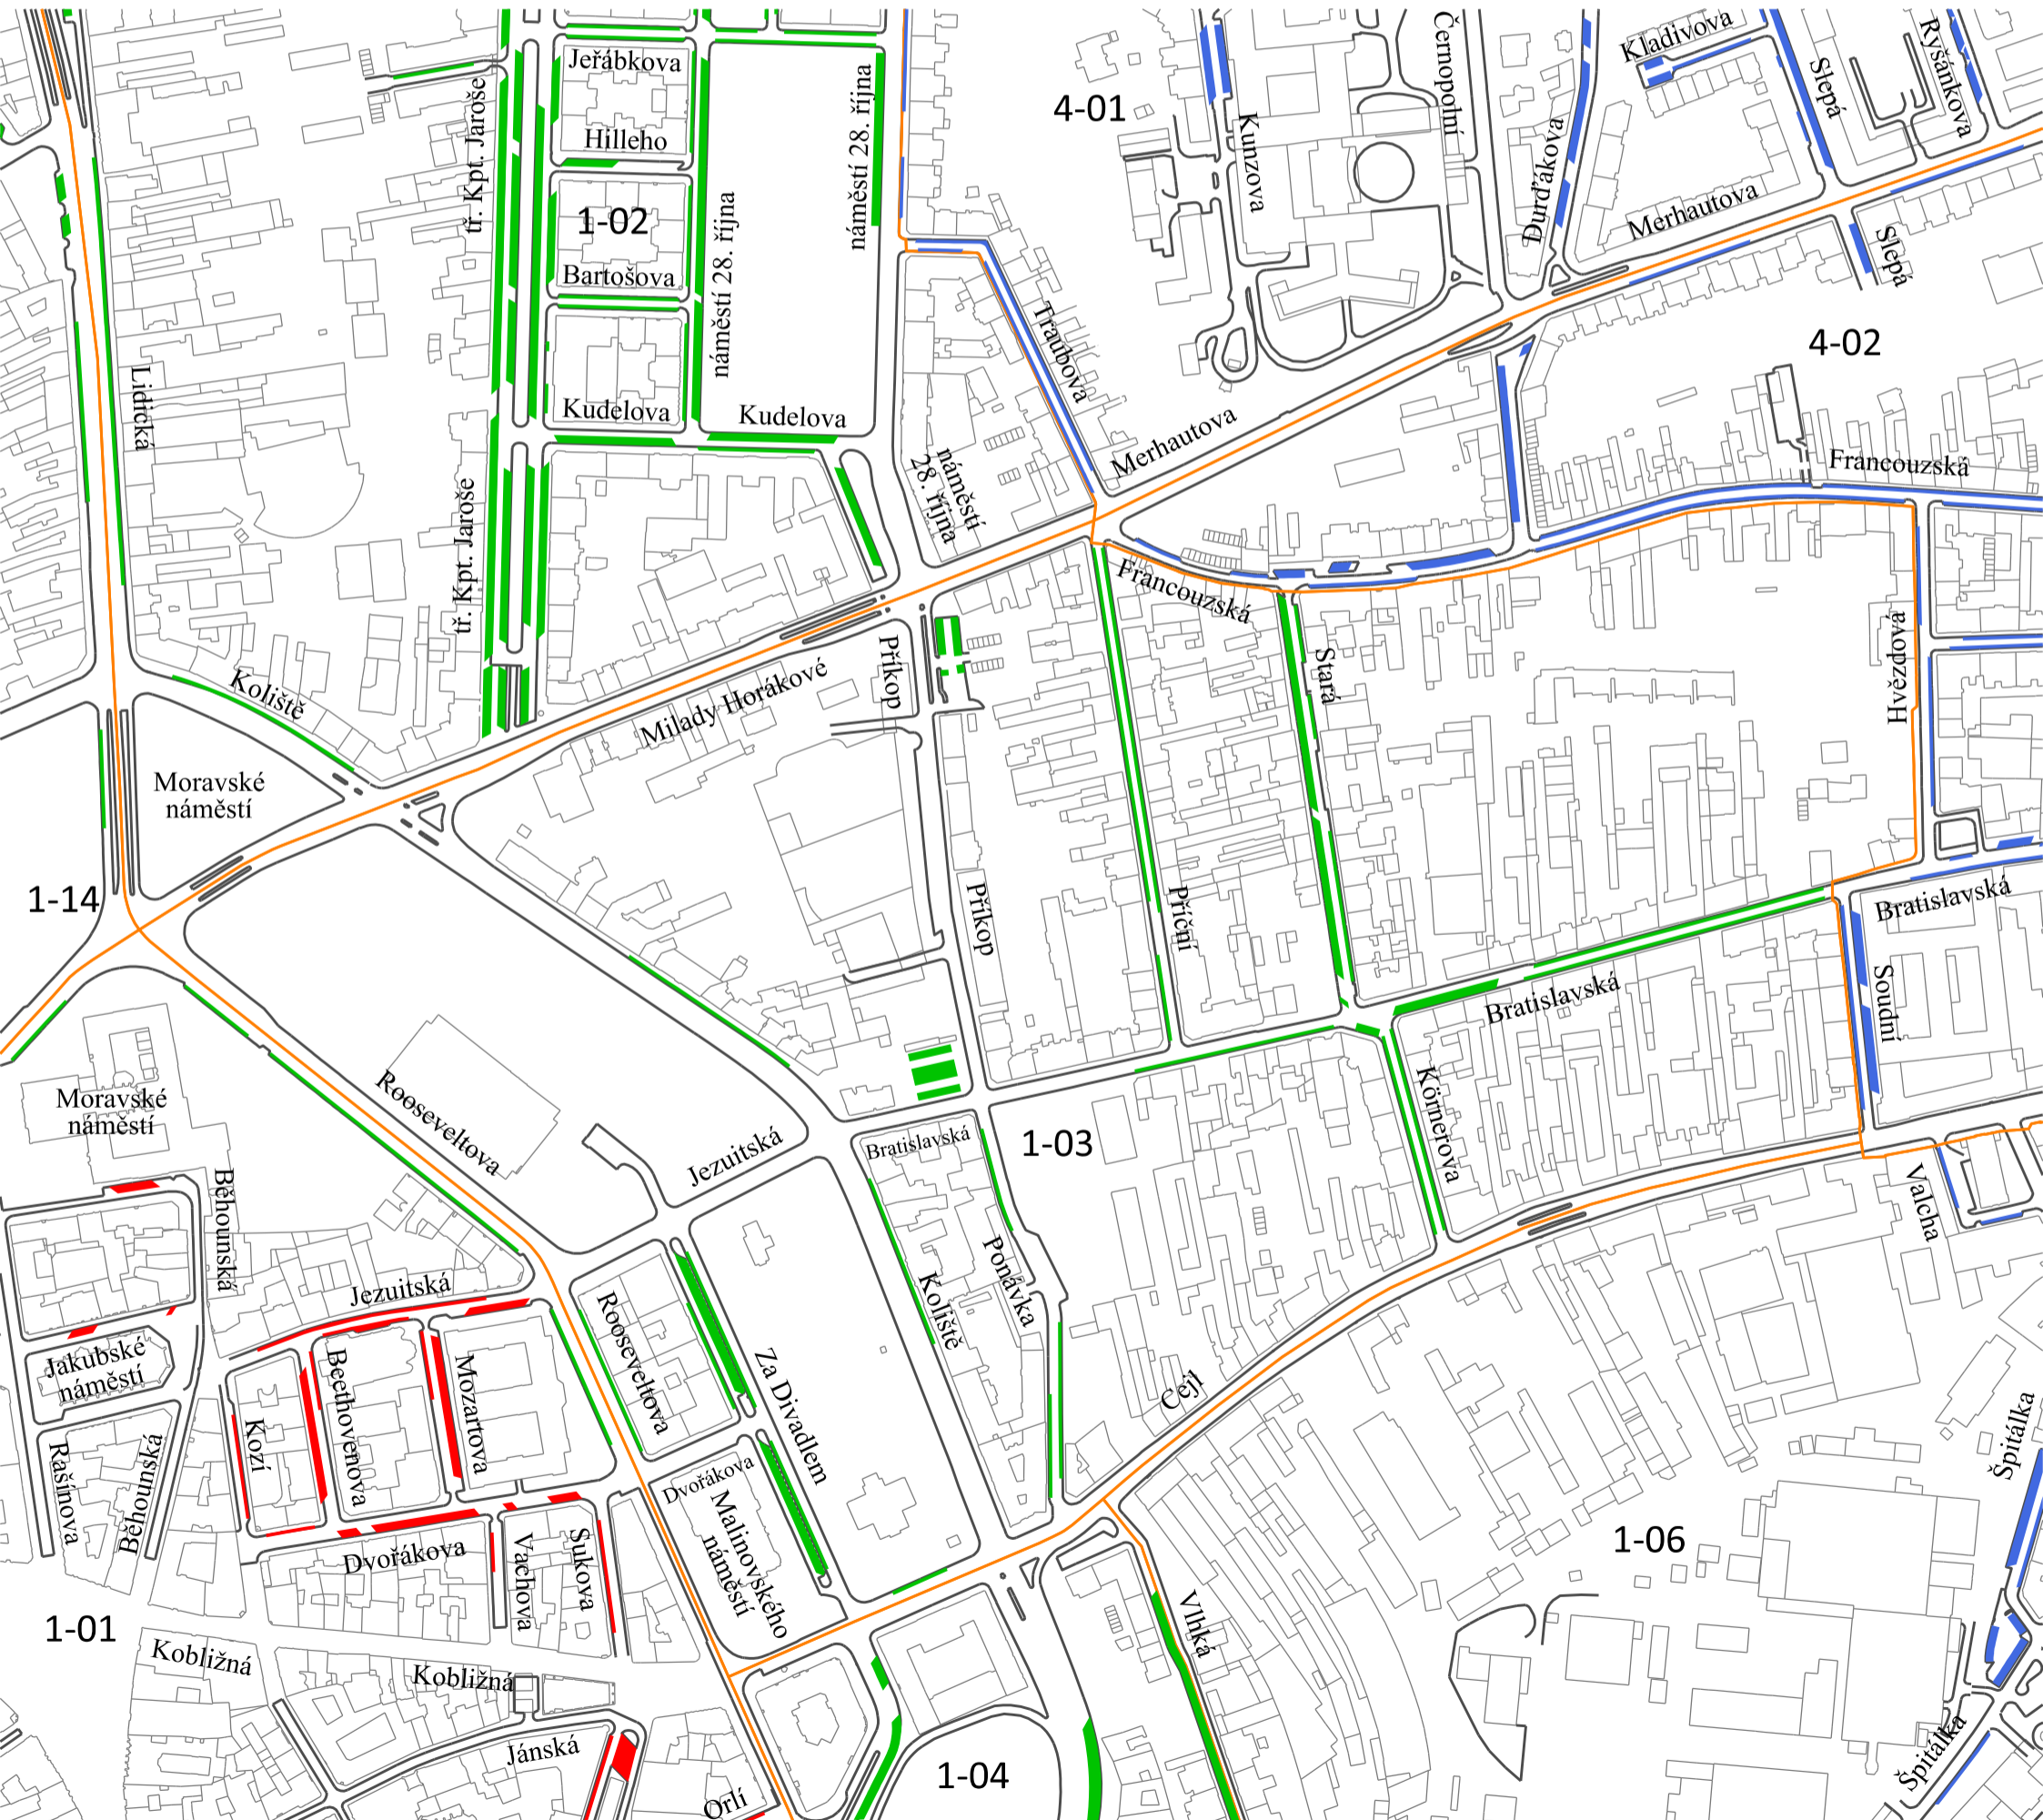 Jeřábkova
tř. Kpt. Jaroše
náměstí 28. října
4-01
Kunzova
Černopolní
Durďákova
Kladivova
Slepá
Ryšánkova
Hilleho
1-02
náměstí 28. října
Merhautova
Slepá
Bartošova
Traubova
4-02
Lidická
Kudelova
Kudelova
Merhautova
náměstí
28. října
Francouzská
tř. Kpt. Jaroše
Francouzská
Příkop
Stará
Hvězdová
Koliště
Milady Horákové
Moravské
náměstí
1-14
Příkop
Příční
Bratislavská
Bratislavská
Soudní
Moravské
náměstí
Rooseveltova
Jezuitská
Bratislavská
1-03
Körnerova
Valcha
Běhounská
Jezuitská
Rooseveltova
Koliště
Ponávka
Jakubské
náměstí
Beethovenova
Mozartova
Za Divadlem
Cejl
Rašínova
Běhounská
Kozí
Dvořákova
Špitálka
Dvořákova
Vachova
Sukova
Malinovského
náměstí
1-06
1-01
Vlhká
Kobližná
Kobližná
Jánská
Orlí
1-04
Špitálka